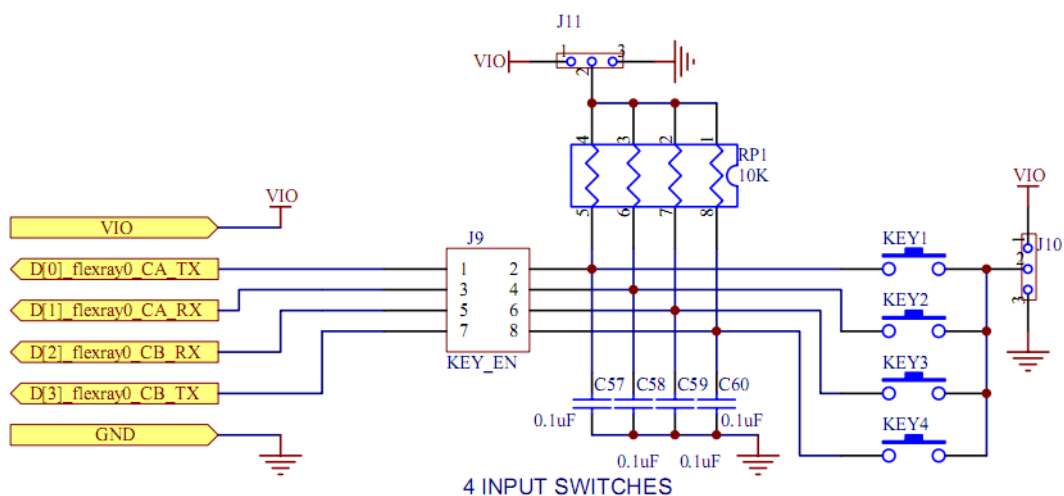 J11
VIO
1
2
3
4
3
2
1
RP1
10K
5
6
7
8
VIO
VIO
D[0]_flexray0_CA_TX
D[1]_flexray0_CA_RX
D[2]_flexray0_CB_RX
D[3]_flexray0_CB_TX
GND
J9
1 2
3 4
5 6
7 8
KEY_EN
C57
C58
C59
C60
0.1uF
0.1uF
0.1uF
0.1uF
KEY1
KEY2
KEY3
KEY4
VIO
J10
1
2
3
4 INPUT SWITCHES